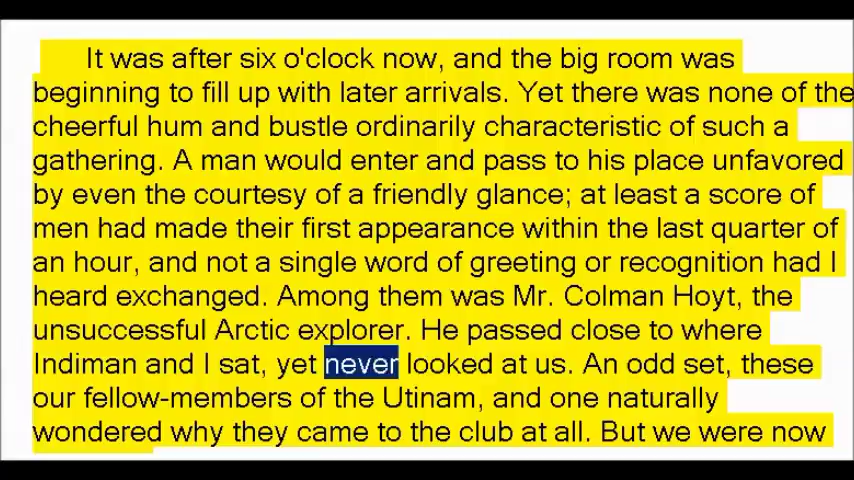 It was after six o'clock now, and the big room was
beginning to fill up with later arrivals. Yet there was none of the
cheerful hum and bustle ordinarily characteristic of such a
gathering. A man would enter and pass to his place unfavored
by even the courtesy of a friendly glance; at least a score of
men had made their first appearance within the last quarter of
an hour, and not a single word of greeting or recognition had I
heard exchanged. Among them was Mr. Colman Hoyt, the
unsuccessful Arctic explorer. He passed close to where
Indiman and I sat, yet never looked at us. An odd set, these
our fellow-members of the Utinam, and one naturally
wondered why they came to the club at all. But we were now